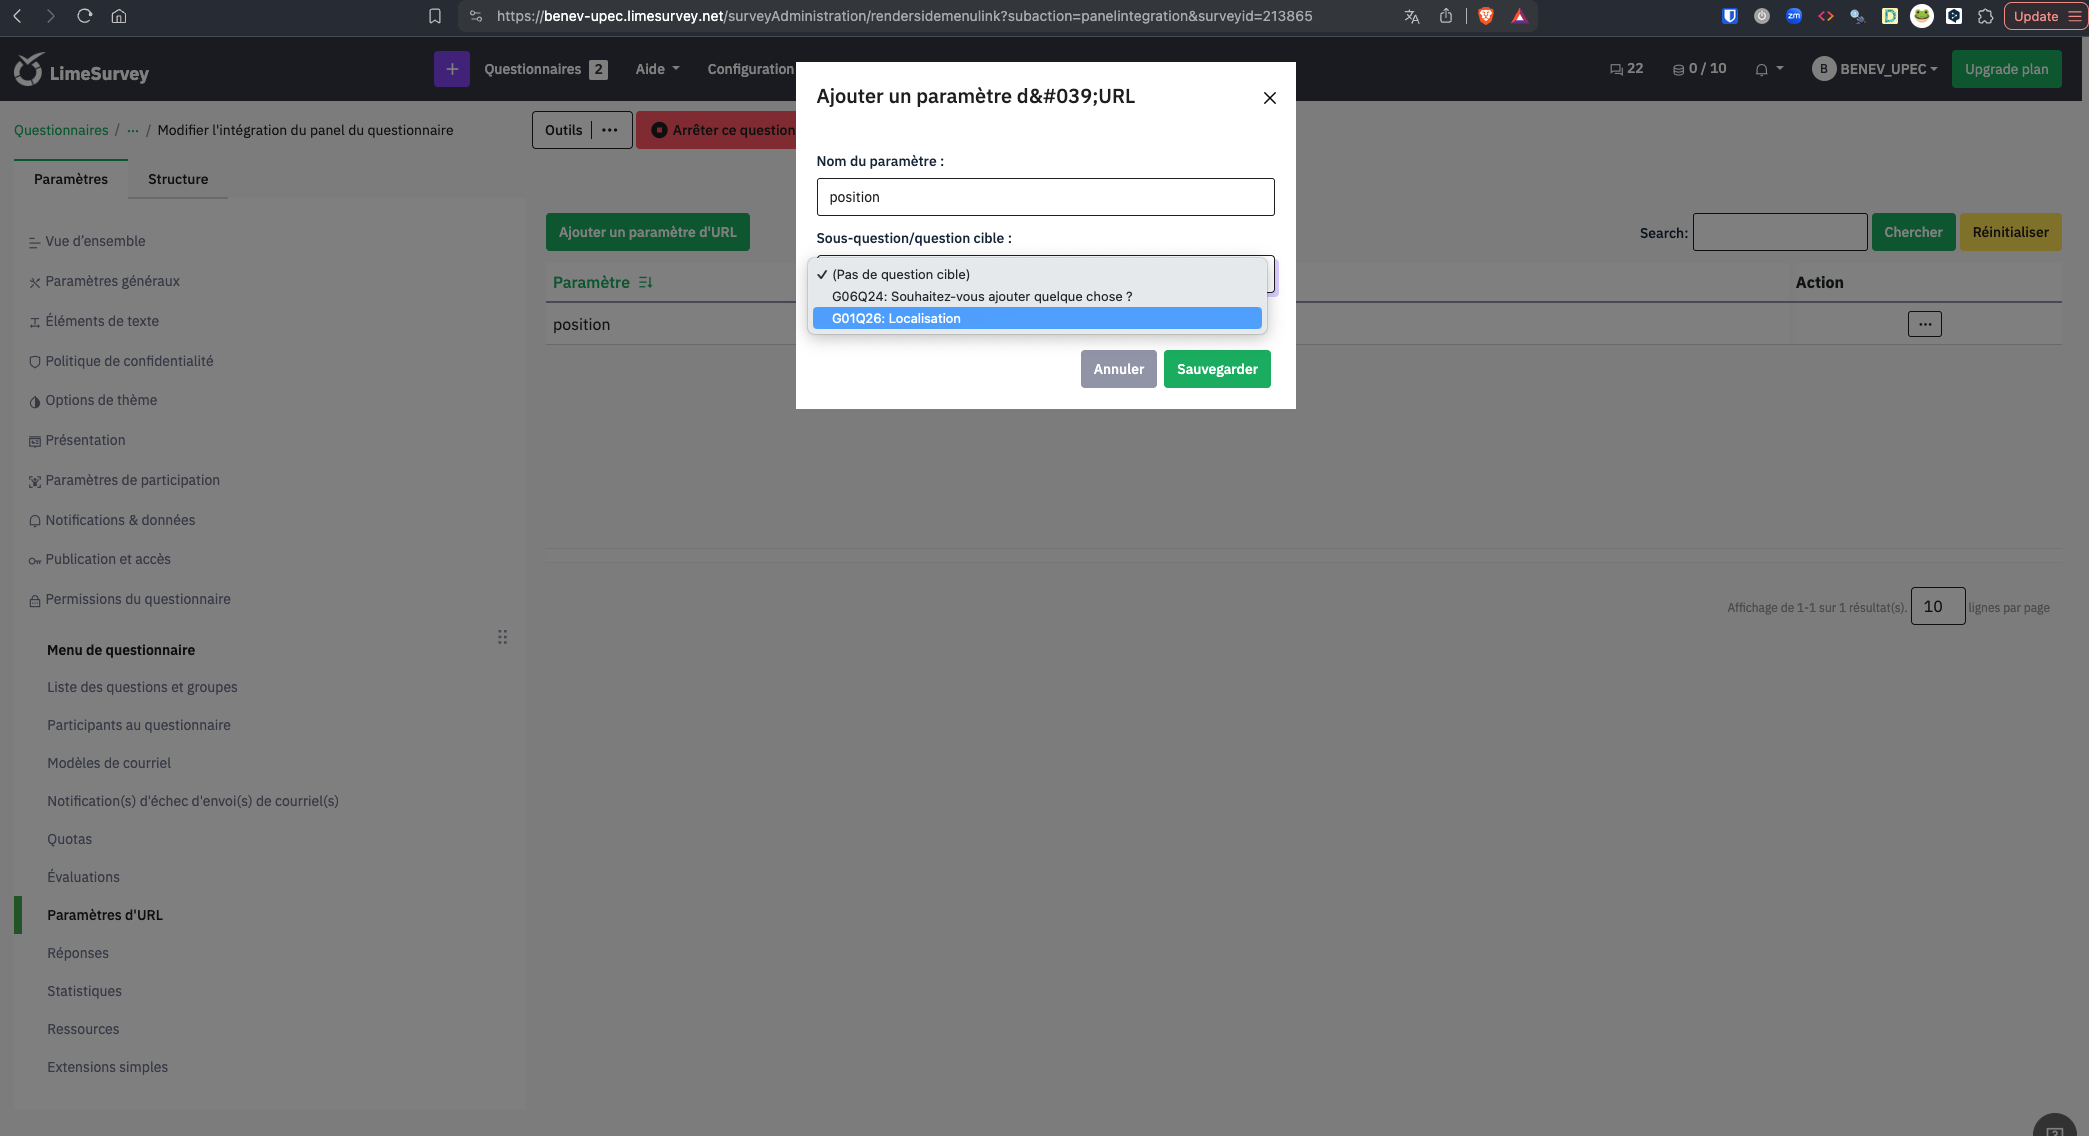 https://benev-upec.limesurvey.net/surveyAdministration/rendersidemenulink?subaction=panelintegration&surveyid=213865
zm
Update
LimeSurvey
+
Questionnaires 2
Aide
Configuration
22
0 / 10
B BENEV_UPEC
Upgrade plan
Questionnaires / ... / Modifier l'intégration du panel du questionnaire
Outils | ...
Arrêter ce question
Paramètres
Structure
Vue d'ensemble
Paramètres généraux
Éléments de texte
Politique de confidentialité
Options de thème
Présentation
Paramètres de participation
Notifications & données
Publication et accès
Permissions du questionnaire
Menu de questionnaire
Liste des questions et groupes
Participants au questionnaire
Modèles de courriel
Notification(s) d'échec d'envoi(s) de courriel(s)
Quotas
Évaluations
Paramètres d'URL
Réponses
Statistiques
Ressources
Extensions simples
Ajouter un paramètre d'URL
Search:
Chercher
Réinitialiser
Paramètre
Action
position
...
Affichage de 1-1 sur 1 résultat(s). 10 lignes par page
Ajouter un paramètre d&#039;URL
Nom du paramètre :
position
Sous-question/question cible :
✓ (Pas de question cible)
G06Q24: Souhaitez-vous ajouter quelque chose ?
G01Q26: Localisation
Annuler
Sauvegarder